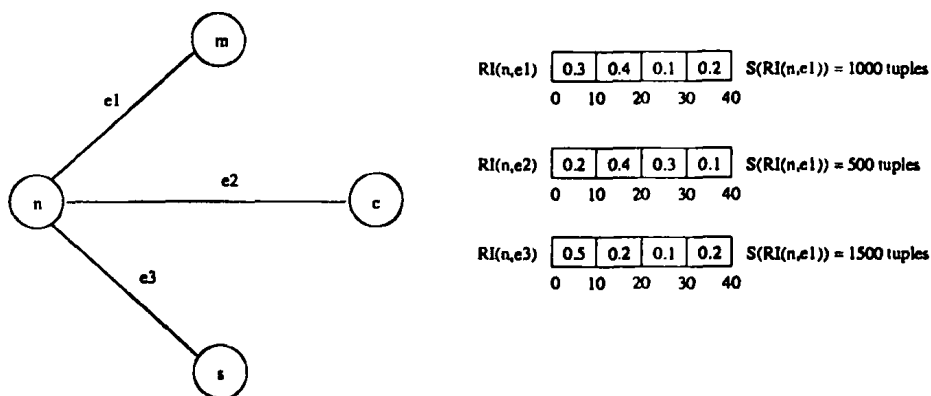 m
e1
n
e2
c
e3
s
RI(n,e1) 0.3 0.4 0.1 0.2 S(RI(n,e1)) = 1000 tuples
0 10 20 30 40
RI(n,e2) 0.2 0.4 0.3 0.1 S(RI(n,e1)) = 500 tuples
0 10 20 30 40
RI(n,e3) 0.5 0.2 0.1 0.2 S(RI(n,e1)) = 1500 tuples
0 10 20 30 40